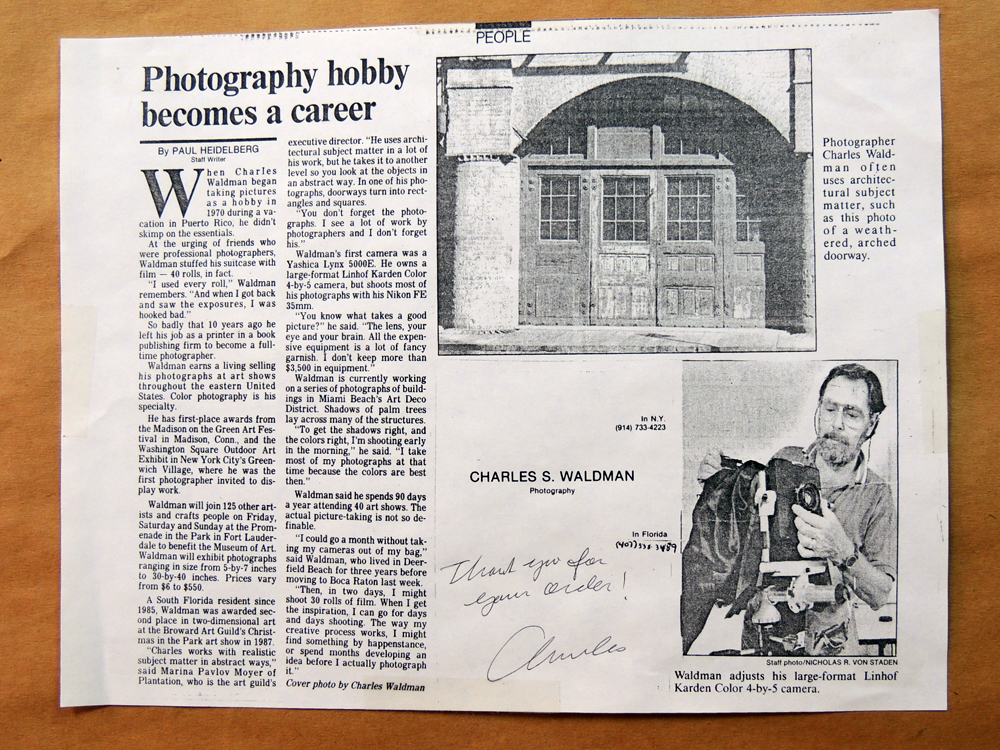 PEOPLE
Photography hobby
becomes a career
By PAUL HEIDELBERG
Staff Writer
When Charles
Waldman began
taking pictures
as a hobby in
1970 during a va-
cation in Puerto Rico, he didn't
skimp on the essentials.
At the urging of friends who
were professional photographers,
Waldman stuffed his suitcase with
film — 40 rolls, in fact.
"I used every roll," Waldman
remembers. "And when I got back
and saw the exposures, I was
hooked bad."
So badly that 10 years ago he
left his job as a printer in a book
publishing firm to become a full-
time photographer.
Waldman earns a living selling
his photographs at art shows
throughout the eastern United
States. Color photography is his
specialty.
He has first-place awards from
the Madison on the Green Art Fes-
tival in Madison, Conn., and the
Washington Square Outdoor Art
Exhibit in New York City's Green-
wich Village, where he was the
first photographer invited to dis-
play work.
Waldman will join 125 other art-
ists and crafts people on Friday,
Saturday and Sunday at the Prom-
enade in the Park in Fort Lauder-
dale to benefit the Museum of Art.
Waldman will exhibit photographs
ranging in size from 5-by-7 inches
to 30-by-40 inches. Prices vary
from $6 to $550.
A South Florida resident since
1985, Waldman was awarded sec-
ond place in two-dimensional art
at the Broward Art Guild's Christ-
mas in the Park art show in 1987.
"Charles works with realistic
subject matter in abstract ways,"
said Marina Pavlov Moyer of
Plantation, who is the art guild's
executive director. "He uses archi-
tectural subject matter in a lot of
his work, but he takes it to another
level so you look at the objects in
an abstract way. In one of his pho-
tographs, doorways turn into rect-
angles and squares.
"You don't forget the photo-
graphs. I see a lot of work by
photographers and I don't forget
his."
Waldman's first camera was a
Yashica Lynx 5000E. He owns a
large-format Linhof Karden Color
4-by-5 camera, but shoots most of
his photographs with his Nikon FE
35mm.
"You know what takes a good
picture?" he said. "The lens, your
eye and your brain. All the expen-
sive equipment is a lot of fancy
garnish. I don't keep more than
$3,500 in equipment."
Waldman is currently working
on a series of photographs of build-
ings in Miami Beach's Art Deco
District. Shadows of palm trees
lay across many of the structures.
"To get the shadows right, and
the colors right, I'm shooting early
in the morning," he said. "I take
most of my photographs at that
time because the colors are best
then."
Waldman said he spends 90 days
a year attending 40 art shows. The
actual picture-taking is not so de-
finable.
"I could go a month without tak-
ing my cameras out of my bag,"
said Waldman, who lived in Deer-
field Beach for three years before
moving to Boca Raton last week.
"Then, in two days, I might
shoot 30 rolls of film. When I get
the inspiration, I can go for days
and days shooting. The way my
creative process works, I might
find something by happenstance,
or spend months developing an
idea before I actually photograph
it."
Cover photo by Charles Waldman
Photographer
Charles Wald-
man often
uses architec-
tural subject
matter, such
as this photo
of a weath-
ered, arched
doorway.
In N.Y.
(914) 733-4223
CHARLES S. WALDMAN
Photography
In Florida
(407)
Thank you for
your order!
Charles
Staff photo/NICHOLAS R. VON STADEN
Waldman adjusts his large-format Linhof
Karden Color 4-by-5 camera.